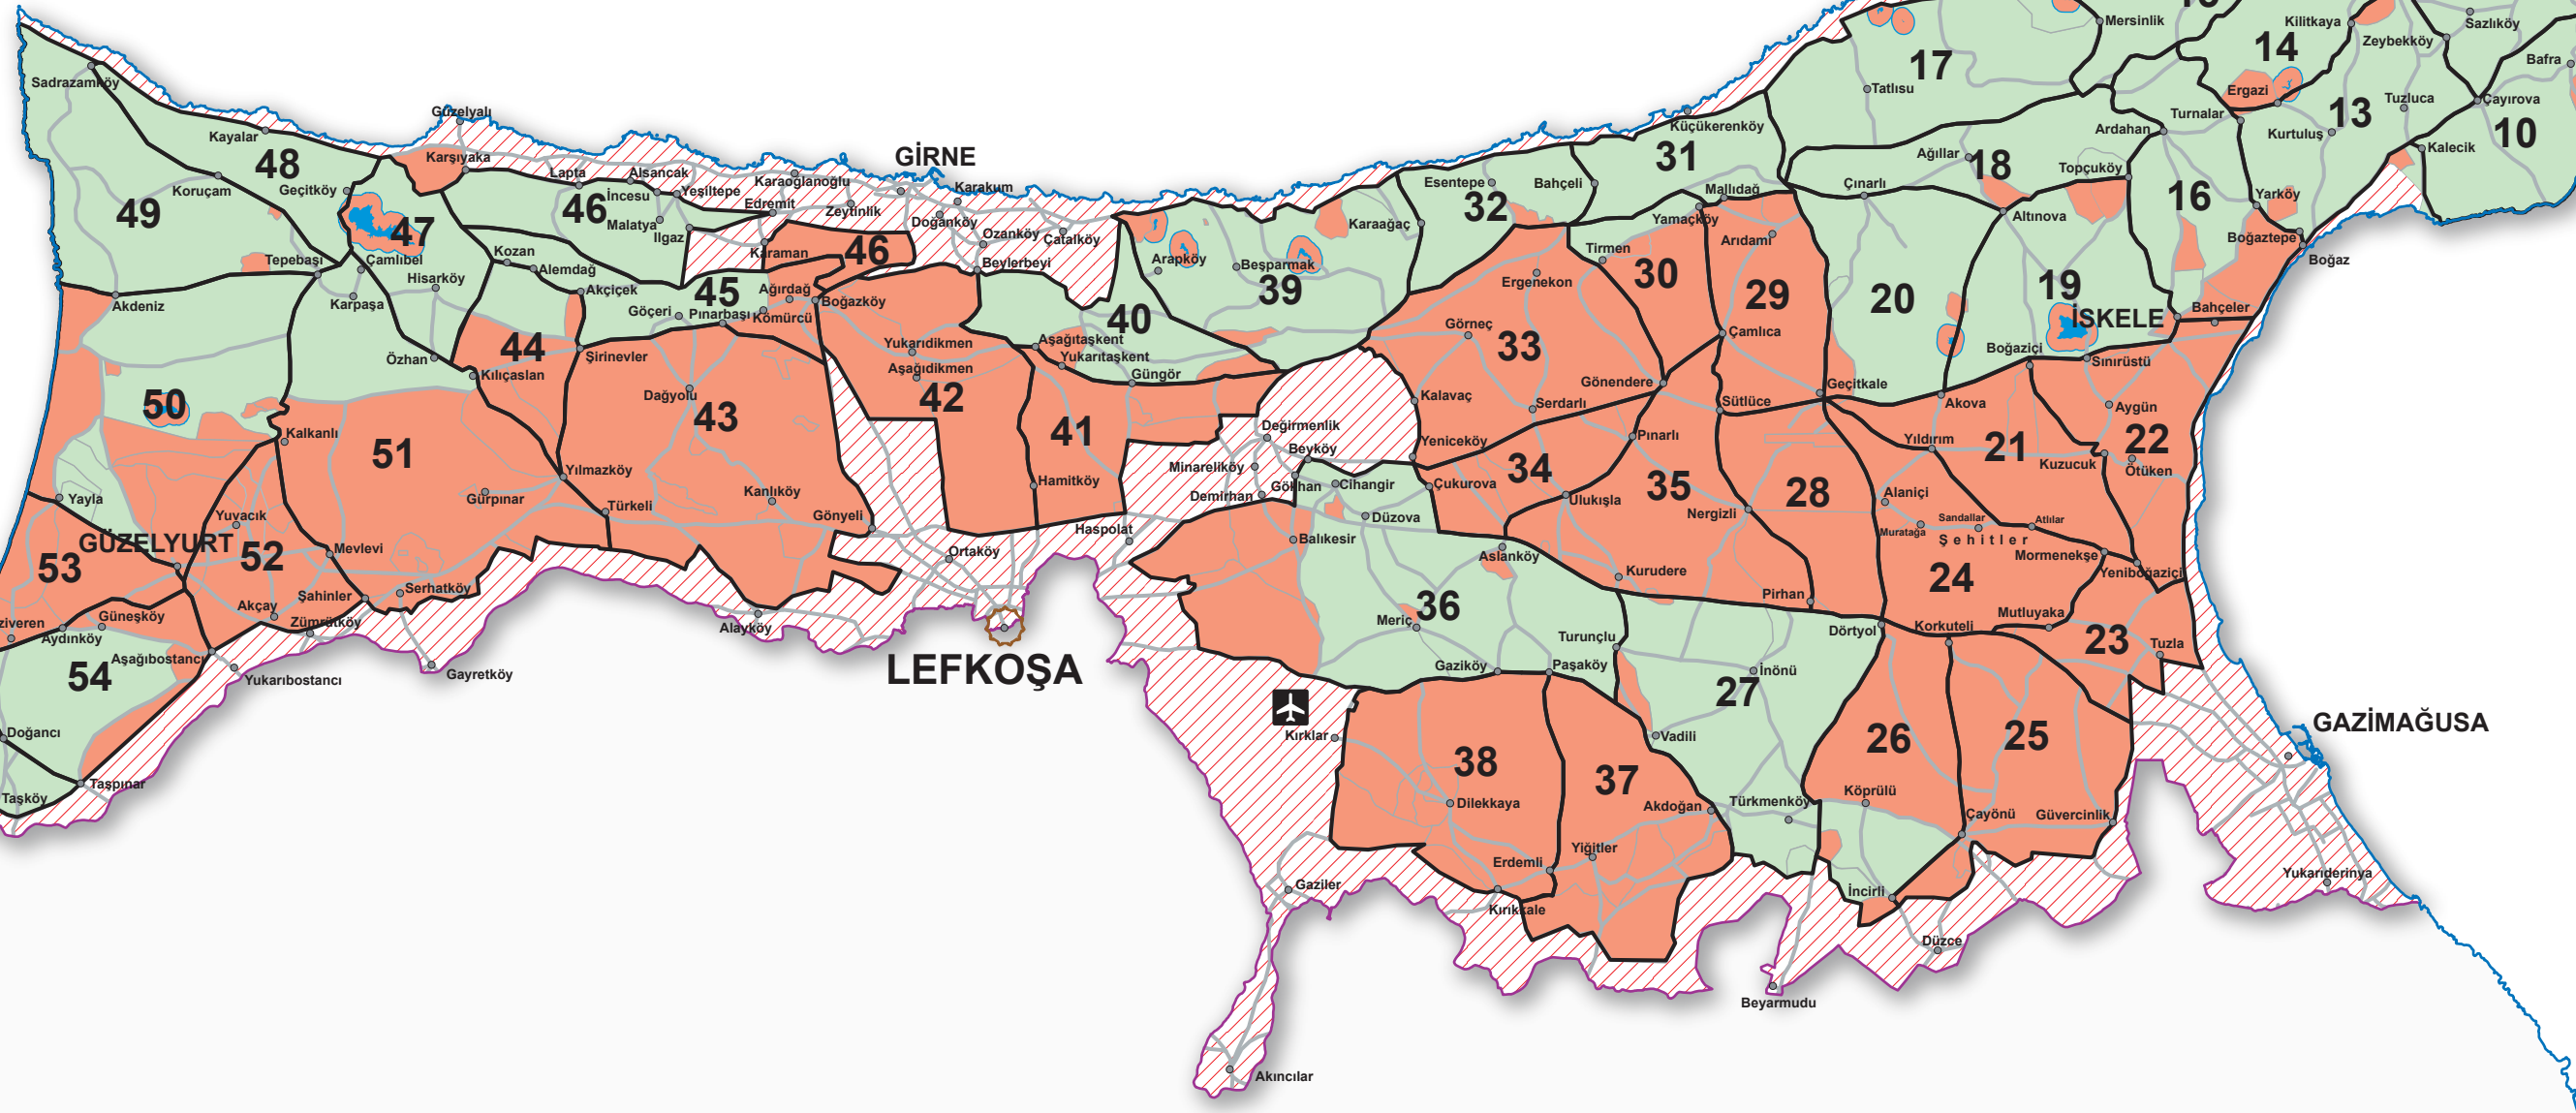 Sadrazamköy
Kayalar
48
Koruçam
49
Geçitköy
Güzelyalı
Karşıyaka
Lapta
Alsancak
İncesu
Yeşiltepe
46
Malatya
Ilgaz
Edremit
Karaoğlanoğlu
Zeytinlik
GİRNE
Karakum
Doğanköy
Ozanköy
Çatalköy
Beylerbeyi
Karaman
46
47
Tepebaşı
Çamlıbel
Hisarköy
Karpaşa
Kozan
Alemdağ
Akçiçek
45
Göçeri
Pınarbaşı
Ağırdağ
Kömürcü
Boğazköy
Akdeniz
Özhan
44
Kılıçaslan
Şirinevler
Dağyolu
43
Yukarıdikmen
Aşağıdikmen
42
Aşağıtaşkent
Yukarıtaşkent
Güngör
40
Arapköy
Beşparmak
39
Karaağaç
Esentepe
32
Bahçeli
31
Küçükerenköy
17
Tatlısu
Mersinlik
14
Kilitkaya
Zeybekköy
Sazlıköy
Bafra
Ergazi
Turnalar
Kurtuluş
13
Tuzluca
Çayırova
10
Kalecik
Ardahan
Ağıllar
18
Topçuköy
Çınarlı
Altınova
16
Yarköy
Boğaztepe
Boğaz
Bahçeler
19
İSKELE
Boğaziçi
Sınırüstü
20
Mallıdağ
Yamaçköy
Arıdamı
Tirmen
30
29
Ergenekon
Görneç
33
Çamlıca
Gönendere
Serdarlı
Kalavaç
Sütlüce
Geçitkale
Akova
Aygün
Yıldırım
21
22
Kuzucuk
Ötüken
50
Kalkanlı
51
Yılmazköy
Gürpınar
Türkeli
Kanlıköy
Gönyeli
41
Hamitköy
Haspolat
Değirmenlik
Beyköy
Minareliköy
Gökhan
Demirhan
Cihangir
Düzova
Balıkesir
Yeniceköy
Çukurova
34
Pınarlı
35
Ulukışla
Nergizli
28
Alaniçi
Muratağa
Sandallar
Atlılar
Şehitler
Mormenekşe
Yeniboğaziçi
24
Yayla
Yuvacık
GÜZELYURT
52
53
Mevlevi
Şahinler
Serhatköy
Akçay
Zümrütköy
Güneşköy
Aydınköy
Aşağıbostancı
54
Yukarıbostancı
Gayretköy
Doğancı
Taşpınar
Taşköy
Alayköy
Ortaköy
LEFKOŞA
Aslanköy
Kurudere
36
Meriç
Pirhan
Turunçlu
Gaziköy
Paşaköy
Dörtyol
Korkuteli
Mutluyaka
23
Tuzla
İnönü
27
Vadili
26
25
GAZİMAĞUSA
Kırklar
38
37
Dilekkaya
Akdoğan
Türkmenköy
Köprülü
Çayönü
Güvercinlik
Erdemli
Yiğitler
Kırıkkale
Gaziler
İncirli
Düzce
Beyarmudu
Yukarıderinya
Akıncılar